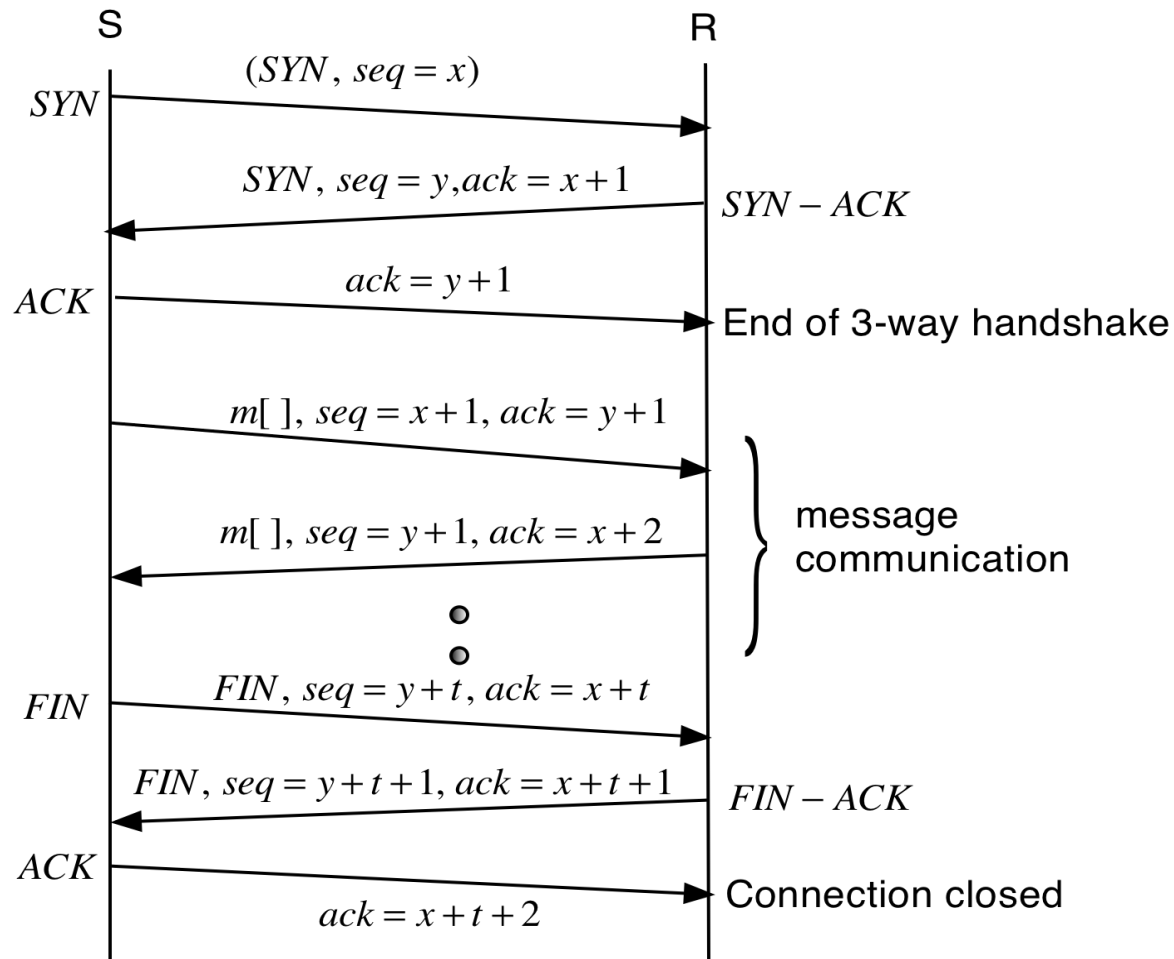 S
R
(SYN, seq = x)
SYN
SYN, seq = y,ack = x+1
SYN – ACK
ack = y+1
ACK
End of 3-way handshake
m[ ], seq = x+1, ack = y+1
message
communication
m[ ], seq = y+1, ack = x+2
FIN, seq = y+t, ack = x+t
FIN
FIN, seq = y+t+1, ack = x+t+1
FIN – ACK
ACK
Connection closed
ack = x+t+2